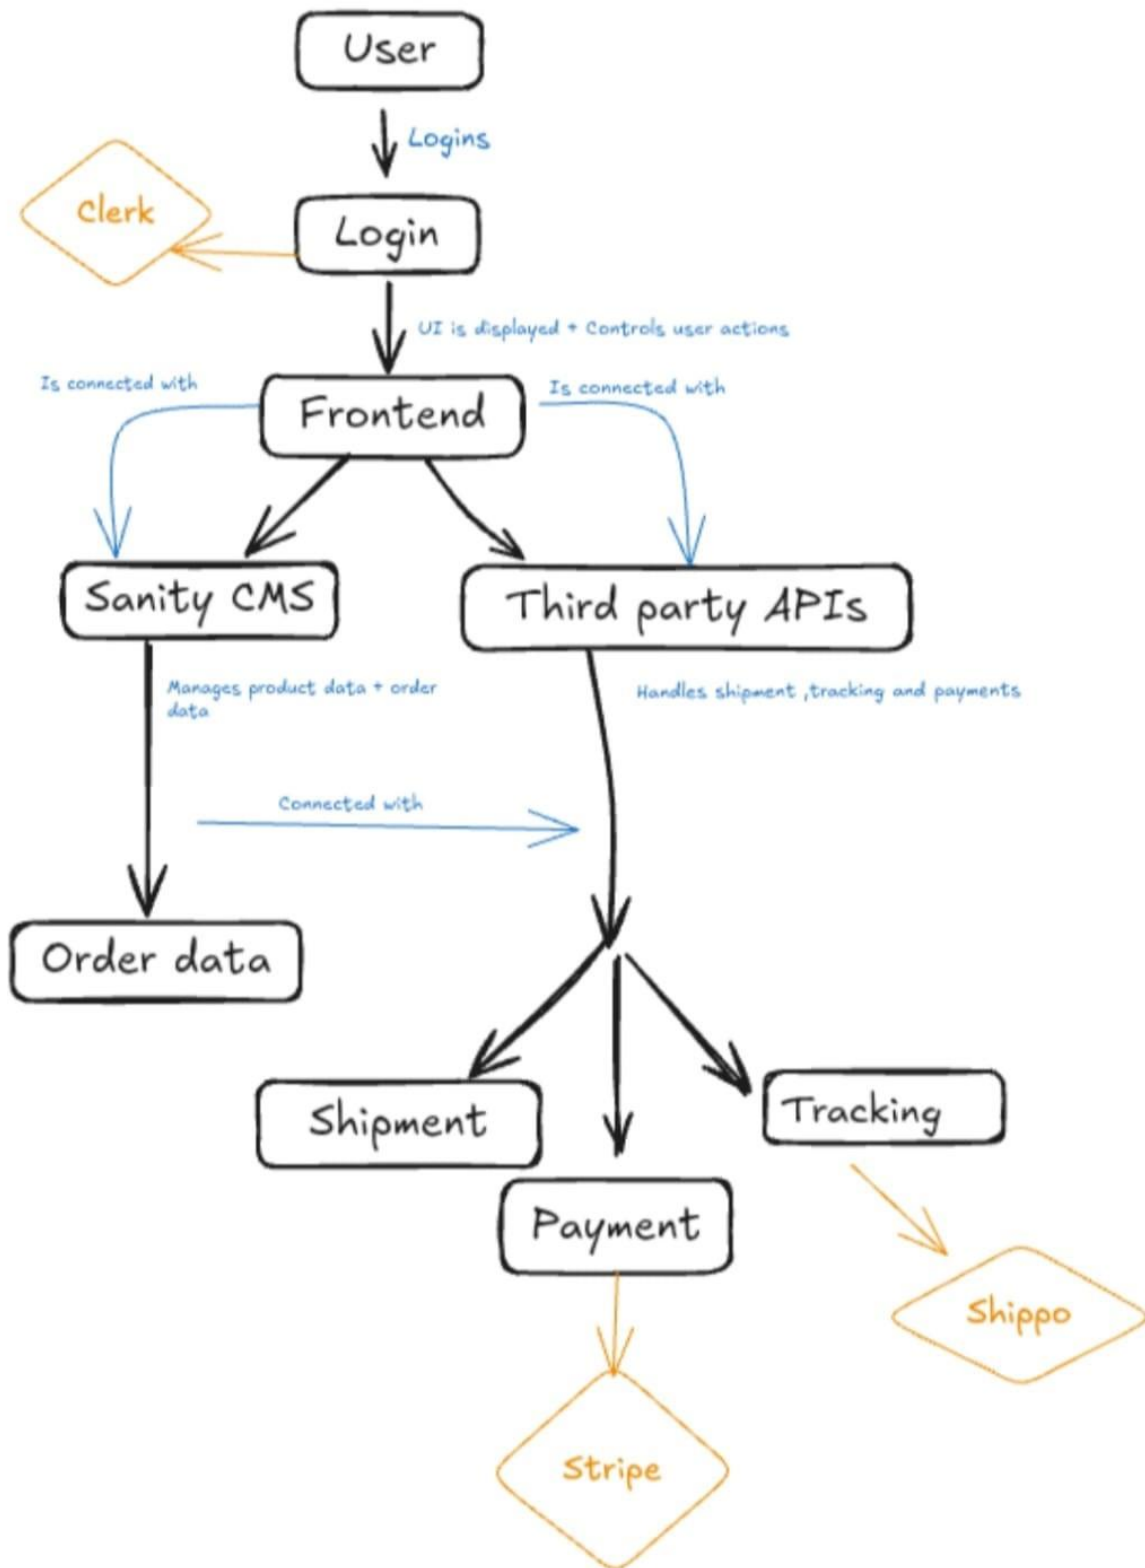 User
Logins
Clerk
Login
UI is displayed + Controls user actions
Is connected with
Is connected with
Frontend
Sanity CMS
Third party APIs
Manages product data + order
data
Handles shipment ,tracking and payments
Connected with
Order data
Shipment
Tracking
Payment
Shippo
Stripe